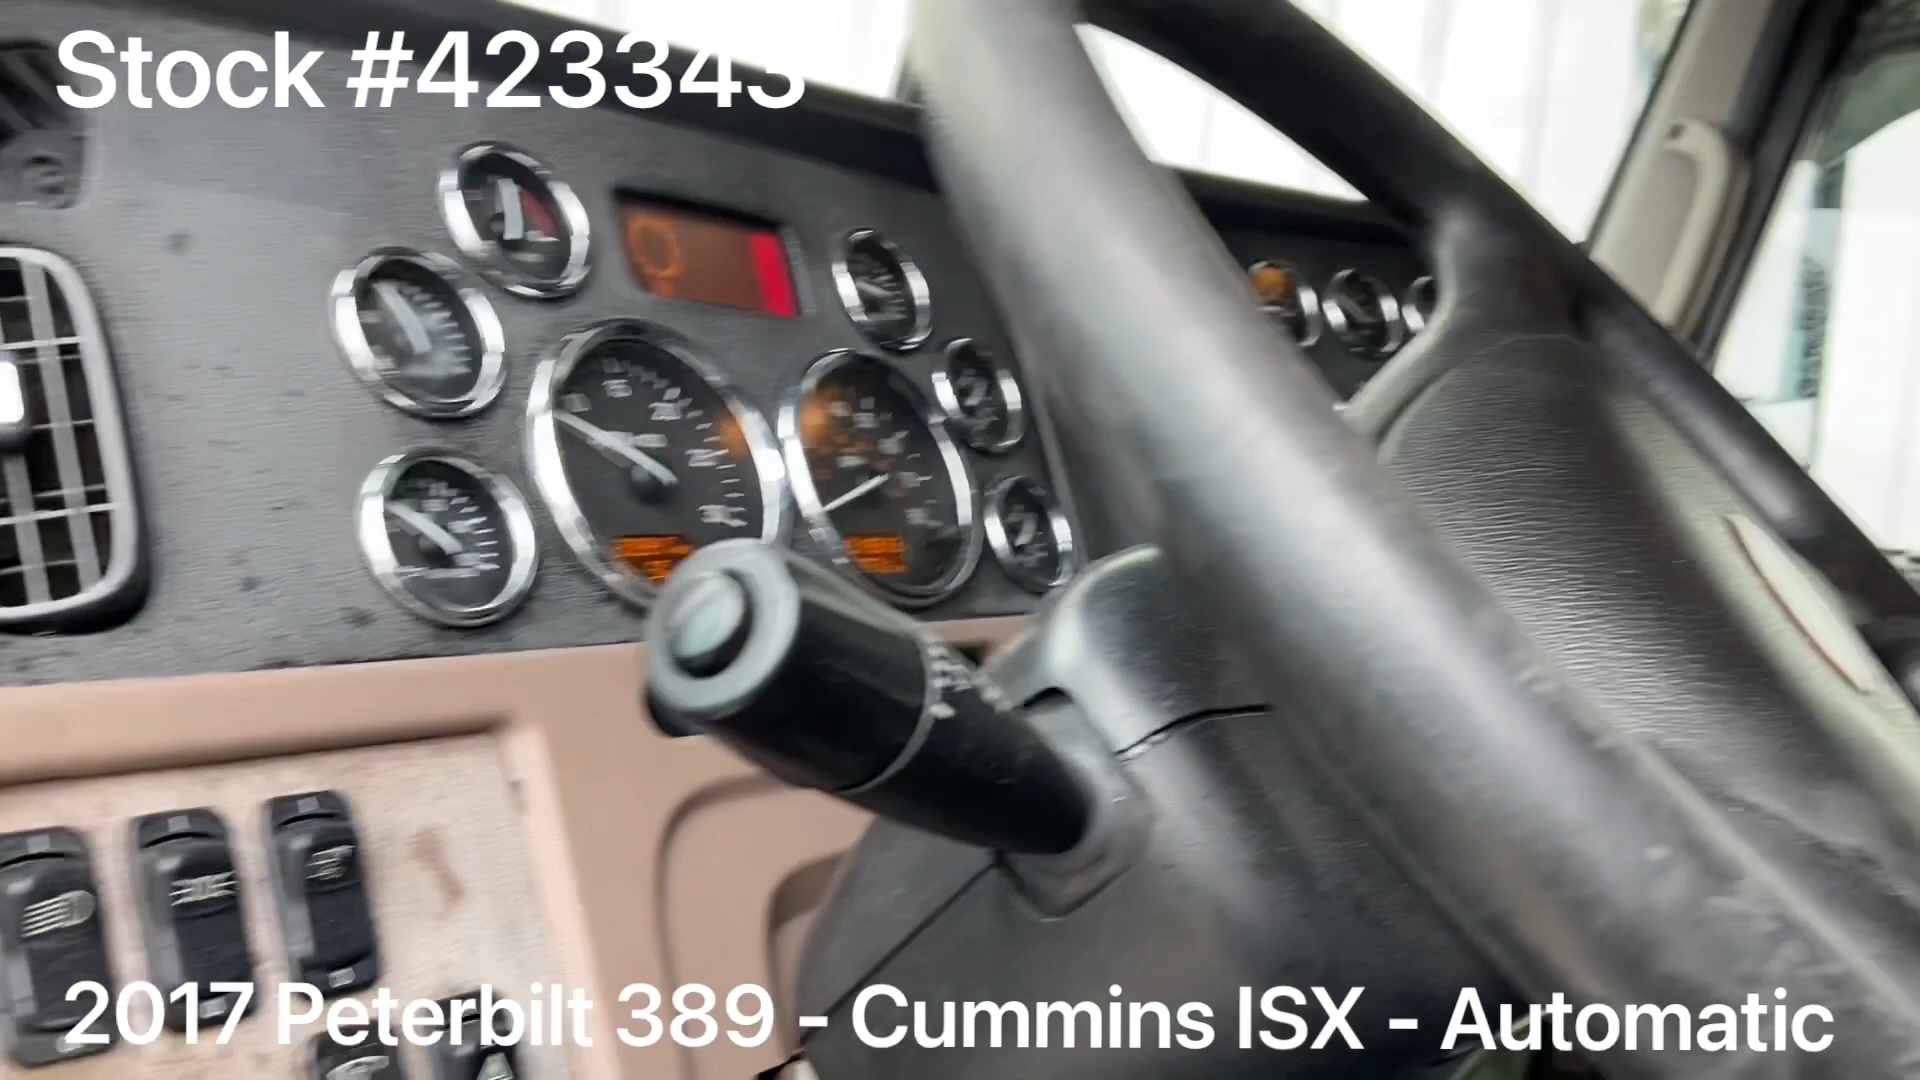 Stock #423343
2017 Peterbilt 389 - Cummins ISX - Automatic